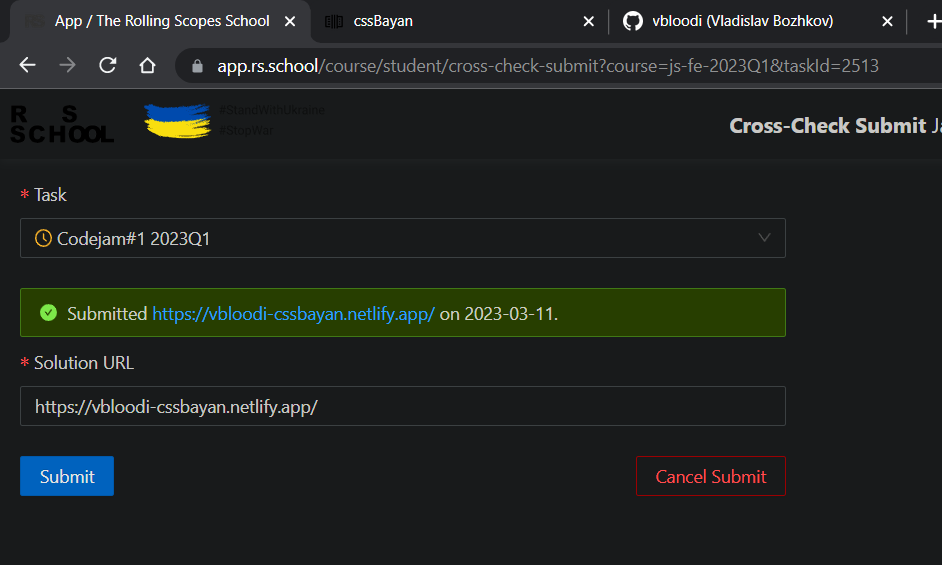 App / The Rolling Scopes School
cssBayan
vbloodi (Vladislav Bozhkov)
app.rs.school/course/student/cross-check-submit?course=js-fe-2023Q1&taskId=2513
R S
SCHOOL
#StandWithUkraine
#StopWar
Cross-Check Submit
* Task
Codejam#1 2023Q1
Submitted https://vbloodi-cssbayan.netlify.app/ on 2023-03-11.
* Solution URL
https://vbloodi-cssbayan.netlify.app/
Submit
Cancel Submit